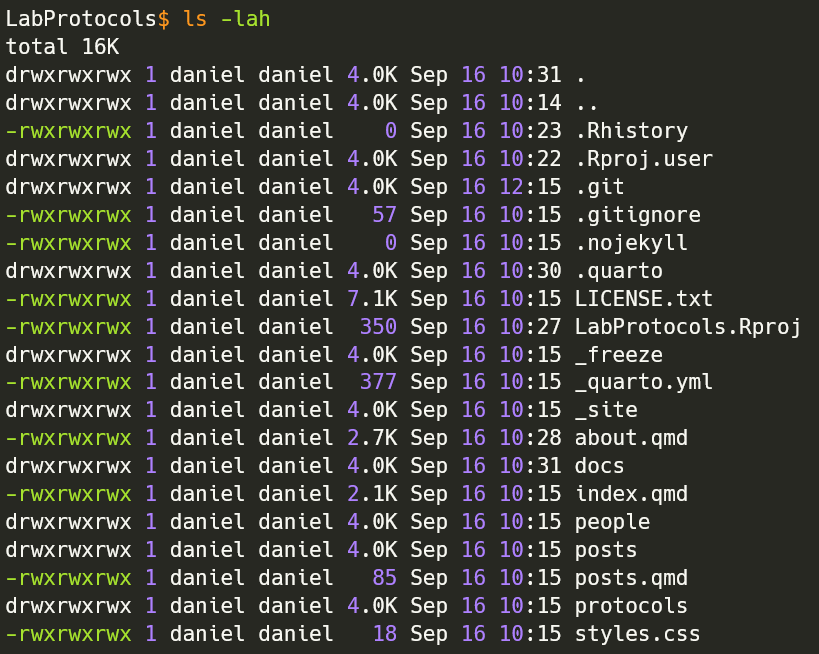 LabProtocols$ ls -lah
total 16K
drwxrwxrwx 1 daniel daniel 4.0K Sep 16 10:31 .
drwxrwxrwx 1 daniel daniel 4.0K Sep 16 10:14 ..
-rwxrwxrwx 1 daniel daniel    0 Sep 16 10:23 .Rhistory
drwxrwxrwx 1 daniel daniel 4.0K Sep 16 10:22 .Rproj.user
drwxrwxrwx 1 daniel daniel 4.0K Sep 16 12:15 .git
-rwxrwxrwx 1 daniel daniel   57 Sep 16 10:15 .gitignore
-rwxrwxrwx 1 daniel daniel    0 Sep 16 10:15 .nojekyll
drwxrwxrwx 1 daniel daniel 4.0K Sep 16 10:30 .quarto
-rwxrwxrwx 1 daniel daniel 7.1K Sep 16 10:15 LICENSE.txt
-rwxrwxrwx 1 daniel daniel  350 Sep 16 10:27 LabProtocols.Rproj
drwxrwxrwx 1 daniel daniel 4.0K Sep 16 10:15 _freeze
-rwxrwxrwx 1 daniel daniel  377 Sep 16 10:15 _quarto.yml
drwxrwxrwx 1 daniel daniel 4.0K Sep 16 10:15 _site
-rwxrwxrwx 1 daniel daniel 2.7K Sep 16 10:28 about.qmd
drwxrwxrwx 1 daniel daniel 4.0K Sep 16 10:31 docs
-rwxrwxrwx 1 daniel daniel 2.1K Sep 16 10:15 index.qmd
drwxrwxrwx 1 daniel daniel 4.0K Sep 16 10:15 people
drwxrwxrwx 1 daniel daniel 4.0K Sep 16 10:15 posts
-rwxrwxrwx 1 daniel daniel   85 Sep 16 10:15 posts.qmd
drwxrwxrwx 1 daniel daniel 4.0K Sep 16 10:15 protocols
-rwxrwxrwx 1 daniel daniel   18 Sep 16 10:15 styles.css